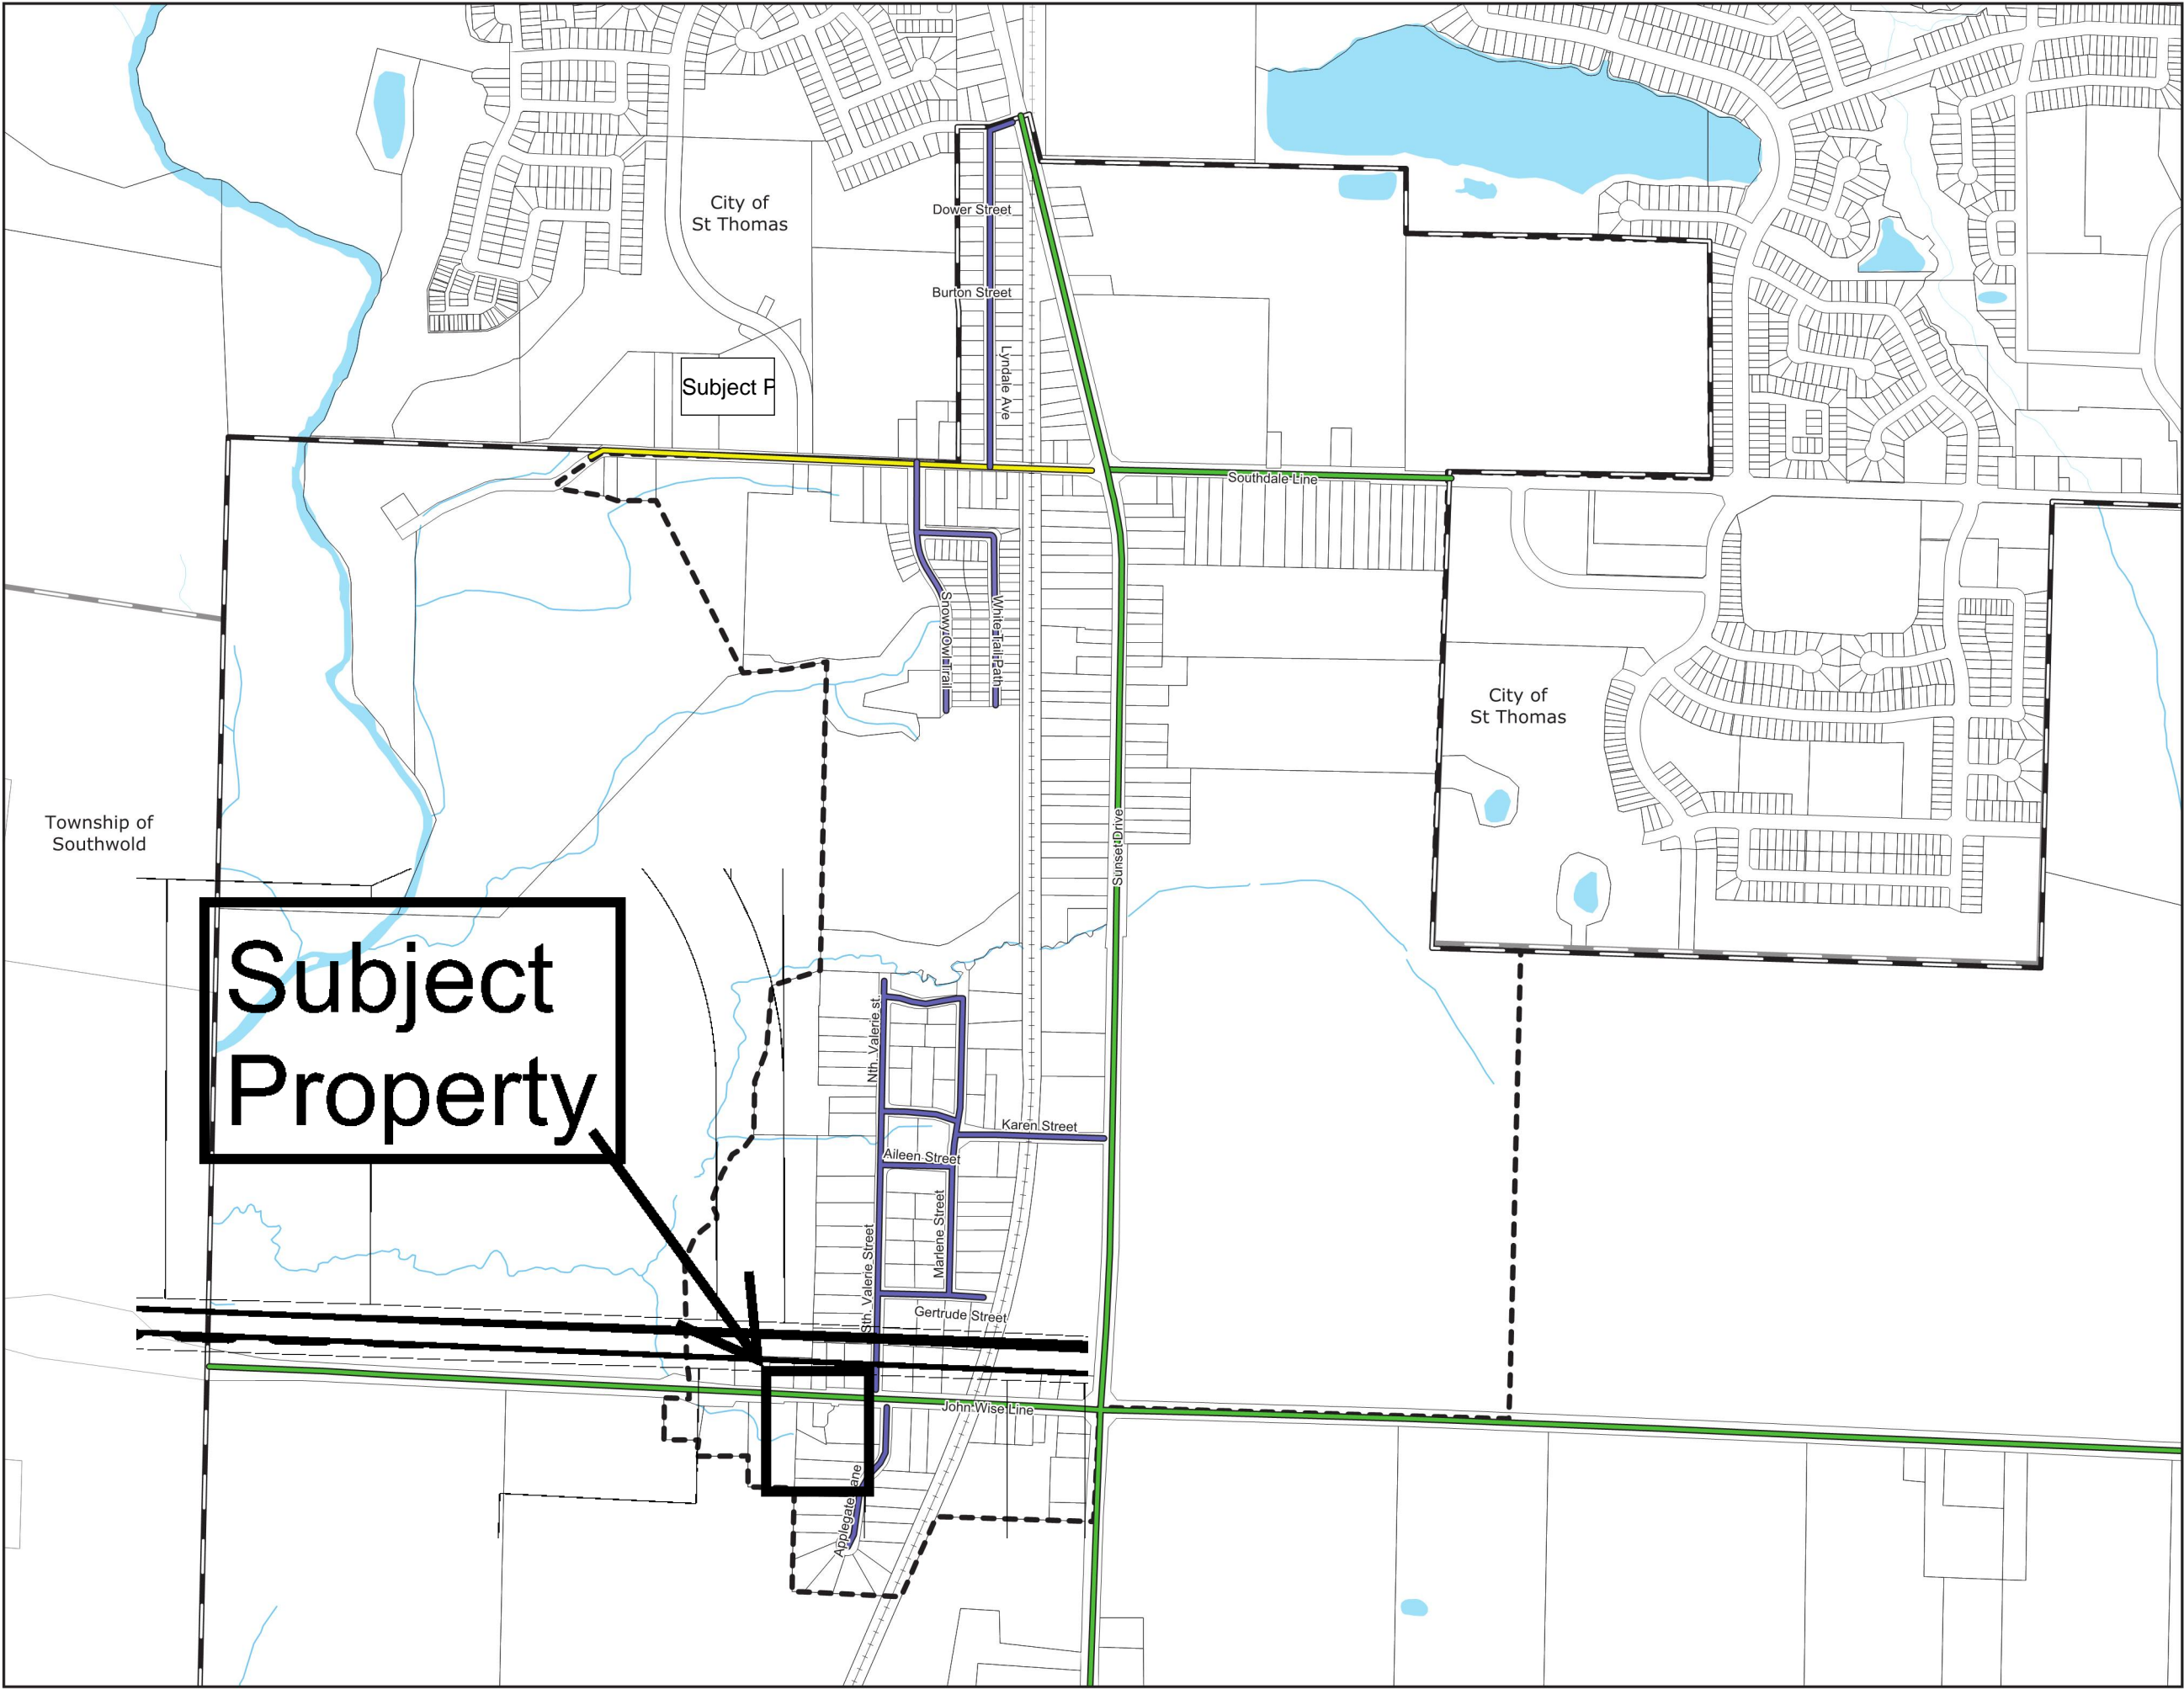 City of
St Thomas
Dower Street
Burton Street
Lyndale Ave
Subject P
Southdale Line
Snowy Owl Trail
White Tail Path
City of
St Thomas
Township of
Southwold
Sunset Drive
Subject
Property
Nth. Valerie st.
Karen Street
Aileen Street
Marlene Street
Sth. Valerie Street
Gertrude Street
John Wise Line
Applegate Lane